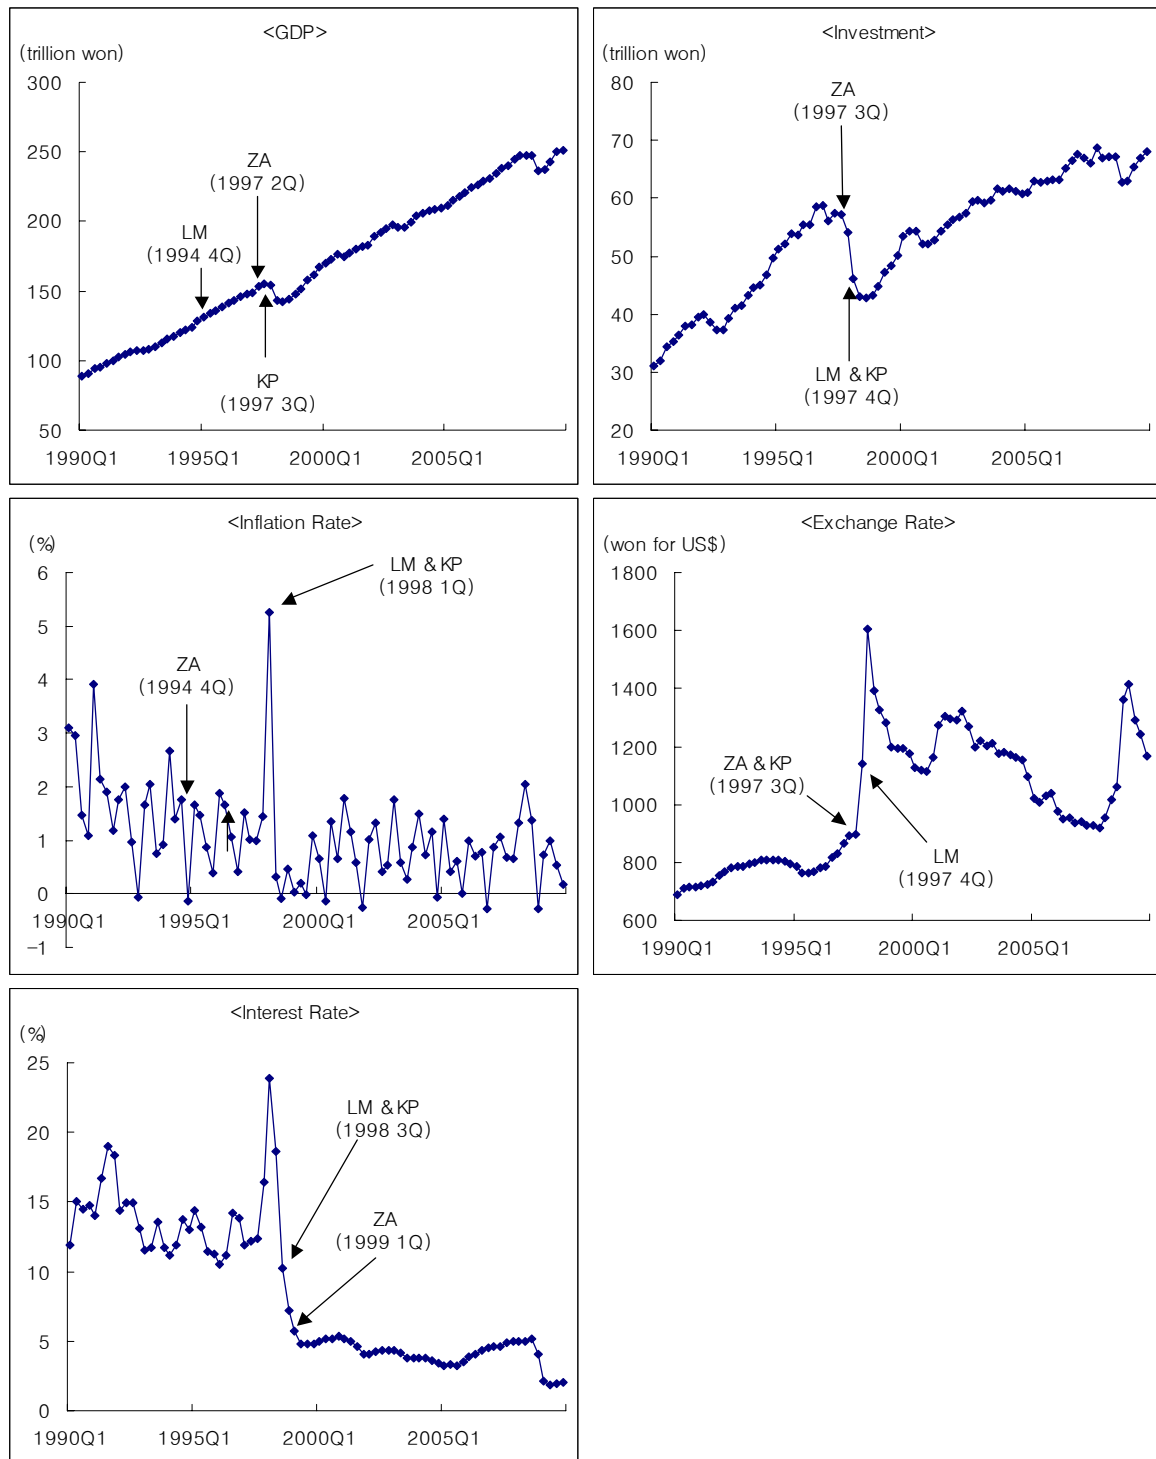 <GDP>
(trillion won)
300
250
200
150
100
50
ZA
(1997 2Q)
LM
(1994 4Q)
KP
(1997 3Q)
1990Q1 1995Q1 2000Q1 2005Q1
<Investment>
(trillion won)
80
70
60
50
40
30
20
ZA
(1997 3Q)
LM & KP
(1997 4Q)
1990Q1 1995Q1 2000Q1 2005Q1
<Inflation Rate>
(%)
6
5
4
3
2
1
0
-1
LM & KP
(1998 1Q)
ZA
(1994 4Q)
1990Q1 1995Q1 2000Q1 2005Q1
<Exchange Rate>
(won for US$)
1800
1600
1400
1200
1000
800
600
ZA & KP
(1997 3Q)
LM
(1997 4Q)
1990Q1 1995Q1 2000Q1 2005Q1
<Interest Rate>
(%)
25
20
15
10
5
0
LM & KP
(1998 3Q)
ZA
(1999 1Q)
1990Q1 1995Q1 2000Q1 2005Q1